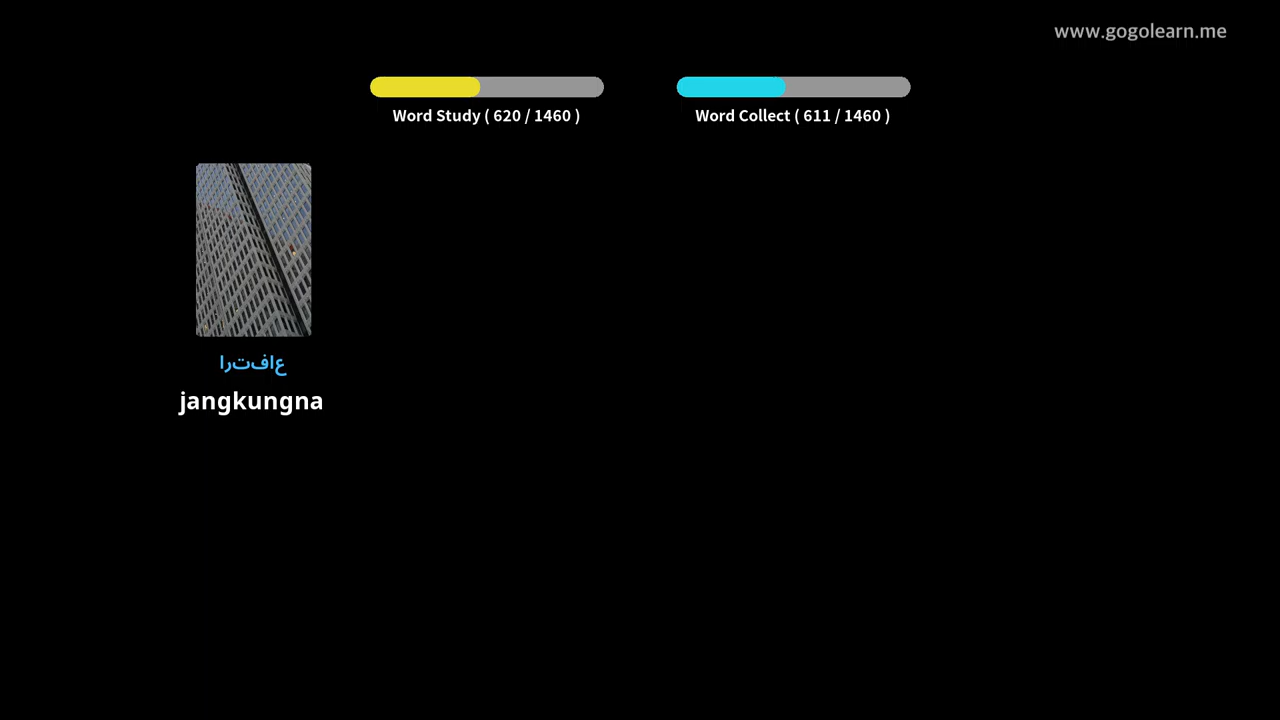 www.gogolearn.me
Word Study ( 620 / 1460 )
Word Collect ( 611 / 1460 )
ارتفاع
jangkungna